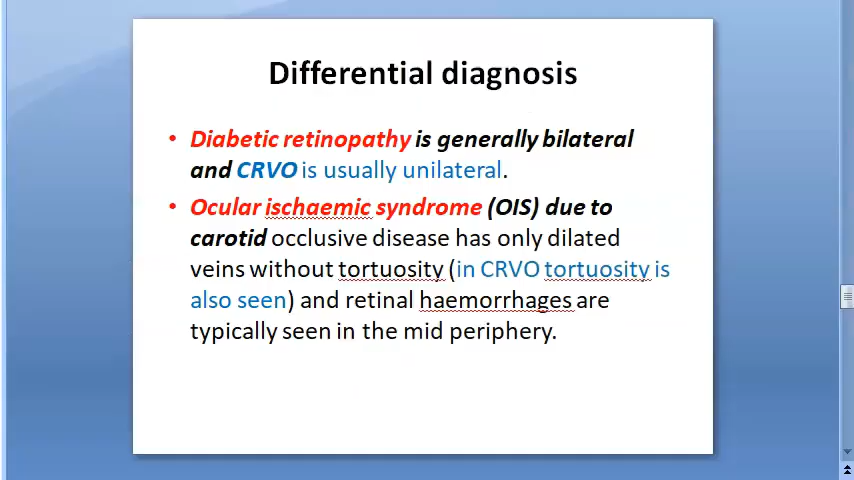 Differential diagnosis
• Diabetic retinopathy is generally bilateral
and CRVO is usually unilateral.
• Ocular ischaemic syndrome (OIS) due to
carotid occlusive disease has only dilated
veins without tortuosity (in CRVO tortuosity is
also seen) and retinal haemorrhages are
typically seen in the mid periphery.